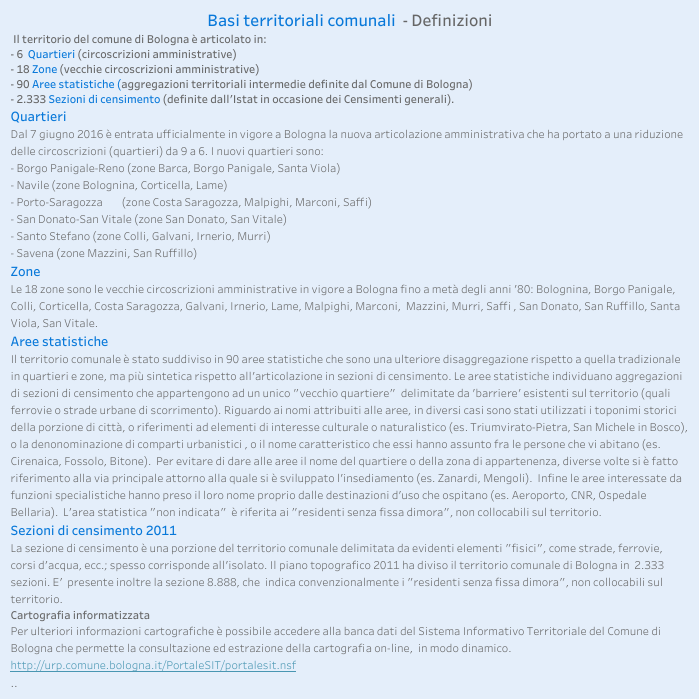 Basi territoriali comunali - Definizioni
Il territorio del comune di Bologna è articolato in:
- 6 Quartieri (circoscrizioni amministrative)
- 18 Zone (vecchie circoscrizioni amministrative)
- 90 Aree statistiche (aggregazioni territoriali intermedie definite dal Comune di Bologna)
- 2.333 Sezioni di censimento (definite dall'Istat in occasione dei Censimenti generali).
Quartieri
Dal 7 giugno 2016 è entrata ufficialmente in vigore a Bologna la nuova articolazione amministrativa che ha portato a una riduzione
delle circoscrizioni (quartieri) da 9 a 6. I nuovi quartieri sono:
- Borgo Panigale-Reno (zone Barca, Borgo Panigale, Santa Viola)
- Navile (zone Bolognina, Corticella, Lame)
- Porto-Saragozza (zone Costa Saragozza, Malpighi, Marconi, Saffi)
- San Donato-San Vitale (zone San Donato, San Vitale)
- Santo Stefano (zone Colli, Galvani, Irnerio, Murri)
- Savena (zone Mazzini, San Ruffillo)
Zone
Le 18 zone sono le vecchie circoscrizioni amministrative in vigore a Bologna fino a metà degli anni '80: Bolognina, Borgo Panigale,
Colli, Corticella, Costa Saragozza, Galvani, Irnerio, Lame, Malpighi, Marconi, Mazzini, Murri, Saffi , San Donato, San Ruffillo, Santa
Viola, San Vitale.
Aree statistiche
Il territorio comunale è stato suddiviso in 90 aree statistiche che sono una ulteriore disaggregazione rispetto a quella tradizionale
in quartieri e zone, ma più sintetica rispetto all'articolazione in sezioni di censimento. Le aree statistiche individuano aggregazioni
di sezioni di censimento che appartengono ad un unico "vecchio quartiere" delimitate da 'barriere' esistenti sul territorio (quali
ferrovie o strade urbane di scorrimento). Riguardo ai nomi attribuiti alle aree, in diversi casi sono stati utilizzati i toponimi storici
della porzione di città, o riferimenti ad elementi di interesse culturale o naturalistico (es. Triumvirato-Pietra, San Michele in Bosco),
o la denonominazione di comparti urbanistici , o il nome caratteristico che essi hanno assunto fra le persone che vi abitano (es.
Cirenaica, Fossolo, Bitone). Per evitare di dare alle aree il nome del quartiere o della zona di appartenenza, diverse volte si è fatto
riferimento alla via principale attorno alla quale si è sviluppato l'insediamento (es. Zanardi, Mengoli). Infine le aree interessate da
funzioni specialistiche hanno preso il loro nome proprio dalle destinazioni d'uso che ospitano (es. Aeroporto, CNR, Ospedale
Bellaria). L'area statistica "non indicata" è riferita ai "residenti senza fissa dimora", non collocabili sul territorio.
Sezioni di censimento 2011
La sezione di censimento è una porzione del territorio comunale delimitata da evidenti elementi "fisici", come strade, ferrovie,
corsi d'acqua, ecc.; spesso corrisponde all'isolato. Il piano topografico 2011 ha diviso il territorio comunale di Bologna in 2.333
sezioni. E' presente inoltre la sezione 8.888, che indica convenzionalmente i "residenti senza fissa dimora", non collocabili sul
territorio.
Cartografia informatizzata
Per ulteriori informazioni cartografiche è possibile accedere alla banca dati del Sistema Informativo Territoriale del Comune di
Bologna che permette la consultazione ed estrazione della cartografia on-line, in modo dinamico.
http://urp.comune.bologna.it/PortaleSIT/portalesit.nsf
..